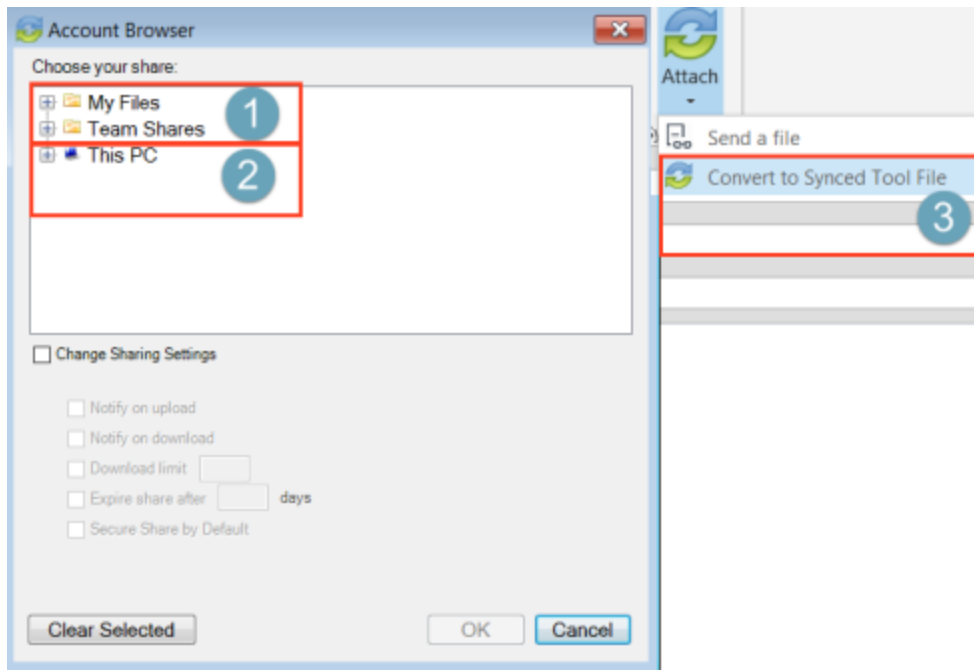 Account Browser
Choose your share:
My Files
Team Shares
1
This PC
2
Change Sharing Settings
Notify on upload
Notify on download
Download limit
Expire share after days
Secure Share by Default
Clear Selected OK Cancel
Attach
Send a file
Convert to Synced Tool File
3